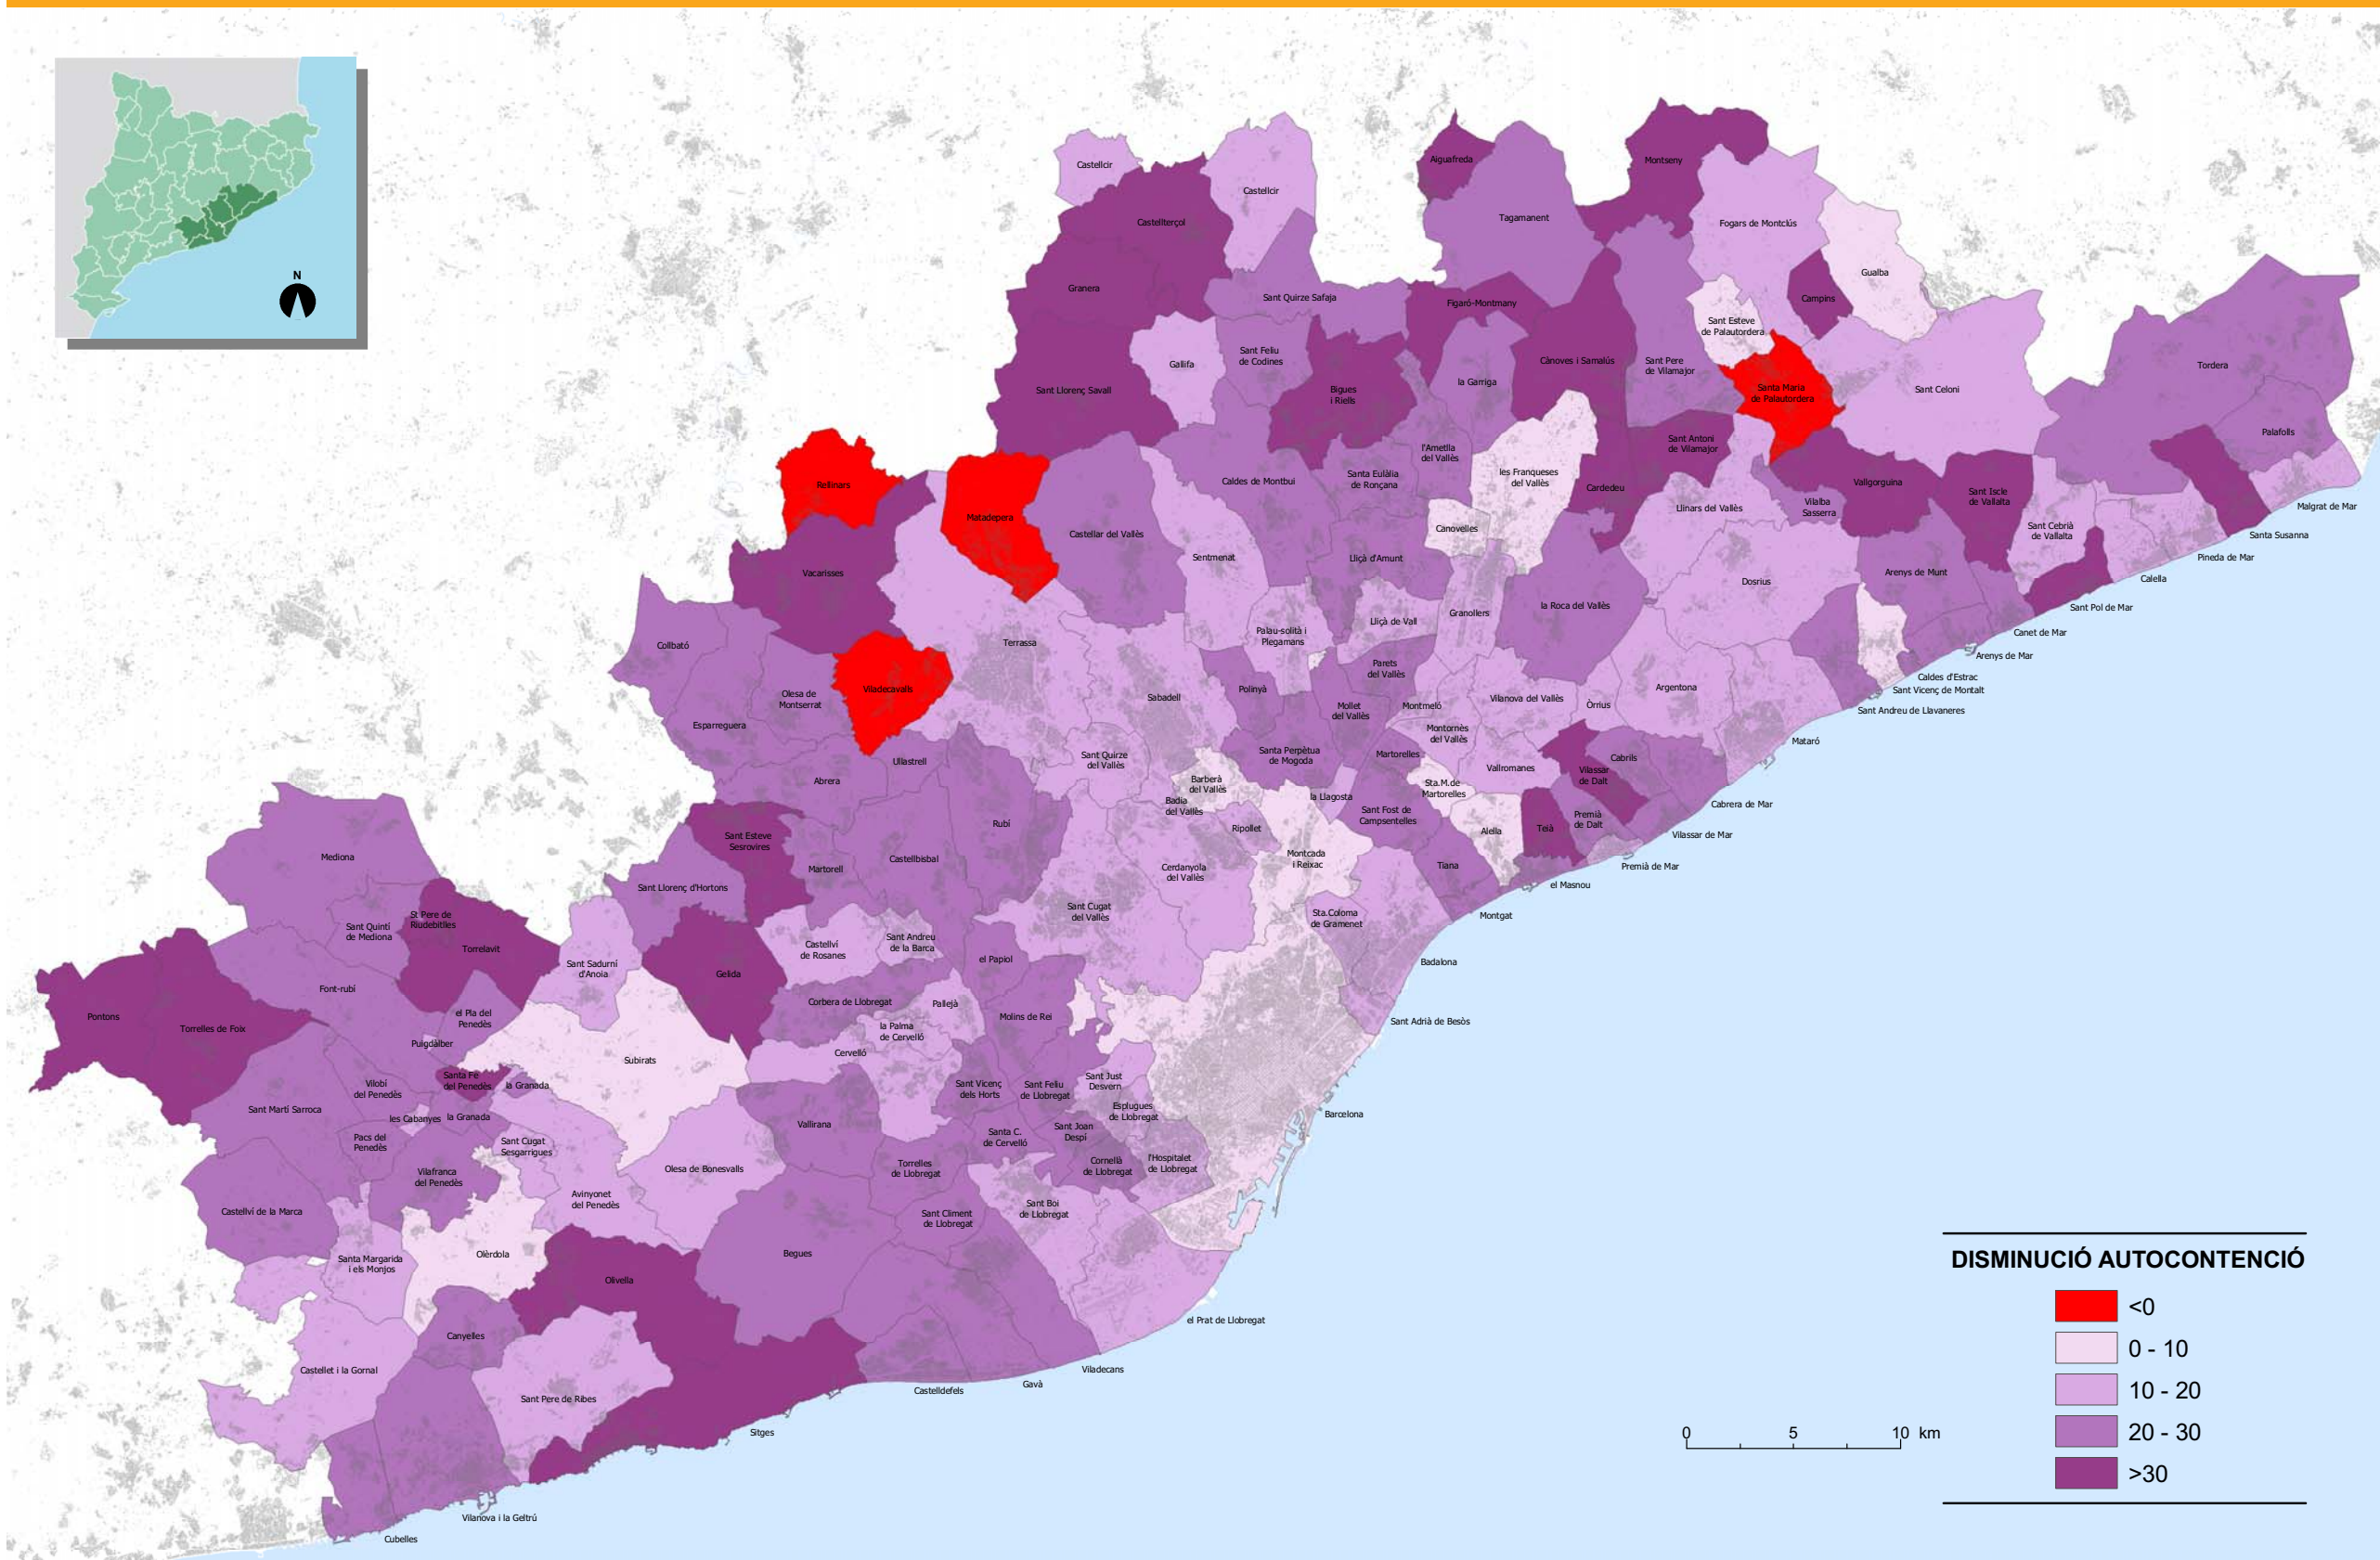 N
Castellcir
Castellcir
Aiguafreda
Montseny
Castellterçol
Tagamanent
Fogars de Montclús
Gualba
Granera
Sant Quirze Safaja
Figaró-Montmany
Campins
Sant Esteve
de Palautordera
Gallifa
Sant Feliu
de Codines
Cànoves i Samalús
Sant Pere
de Vilamajor
Tordera
Sant Llorenç Savall
Bigues
i Riells
la Garriga
Santa Maria
de Palautordera
Sant Celoni
Palafolls
Sant Antoni
de Vilamajor
l'Ametlla
del Vallès
Rellinars
Caldes de Montbui
Santa Eulàlia
de Ronçana
les Franqueses
del Vallès
Cardedeu
Vallgorguina
Sant Iscle
de Vallalta
Malgrat de Mar
Matadepera
Castellar del Vallès
Canovelles
Llinars del Vallès
Vilalba
Sasserra
Sant Cebrià
de Vallalta
Santa Susanna
Sentmenat
Lliçà d'Amunt
Pineda de Mar
Vacarisses
Dosrius
Arenys de Munt
Calella
la Roca del Vallès
Sant Pol de Mar
Granollers
Lliçà de Vall
Palau-solità i
Plegamans
Canet de Mar
Collbató
Terrassa
Arenys de Mar
Parets
del Vallès
Caldes d'Estrac
Viladecavalls
Olesa de
Montserrat
Polinyà
Argentona
Sant Vicenç de Montalt
Sabadell
Vilanova del Vallès
Òrrius
Sant Andreu de Llavaneres
Mollet
del Vallès
Montmeló
Esparreguera
Montornès
del Vallès
Mataró
Ullastrell
Sant Quirze
del Vallès
Santa Perpètua
de Mogoda
Martorelles
Cabrils
Abrera
Barberà
del Vallès
Vallromanes
Vilassar
de Dalt
Sta.M.de
Martorelles
la Llagosta
Cabrera de Mar
Badia
del Vallès
Sant Fost de
Campsentelles
Premià
de Dalt
Rubí
Ripollet
Alella
Teià
Vilassar de Mar
Sant Esteve
Sesrovires
Mediona
Castellbisbal
Montcada
i Reixac
Premià de Mar
Martorell
Cerdanyola
del Vallès
Tiana
el Masnou
Sant Llorenç d'Hortons
Sant Cugat
del Vallès
Sta.Coloma
de Gramenet
Montgat
St Pere de
Riudebitlles
Sant Quintí
de Mediona
Torrelavit
Castellví
de Rosanes
Sant Andreu
de la Barca
Badalona
Sant Sadurní
d'Anoia
Gelida
el Papiol
Font-rubí
Corbera de Llobregat
Pallejà
Pontons
Torrelles de Foix
el Pla del
Penedès
Molins de Rei
Sant Adrià de Besòs
la Palma
de Cervelló
Puigdàlber
Cervelló
Subirats
Santa Fe
del Penedès
la Granada
Vilobí
del Penedès
Sant Vicenç
dels Horts
Sant Feliu
de Llobregat
Sant Just
Desvern
Sant Martí Sarroca
les Cabanyes
la Granada
Esplugues
de Llobregat
Barcelona
Vallirana
Pacs del
Penedès
Sant Cugat
Sesgarrigues
Santa C.
de Cervelló
Sant Joan
Despí
Vilafranca
del Penedès
Olesa de Bonesvalls
Torrelles
de Llobregat
Cornellà
de Llobregat
l'Hospitalet
de Llobregat
Avinyonet
del Penedès
Castellví de la Marca
Sant Climent
de Llobregat
Sant Boi
de Llobregat
Olèrdola
Begues
Santa Margarida
i els Monjos
Olivella
el Prat de Llobregat
Canyelles
Castellet i la Gornal
Viladecans
Gavà
Castelldefels
Sant Pere de Ribes
Sitges
Vilanova i la Geltrú
Cubelles
0 5 10 km
DISMINUCIÓ AUTOCONTENCIÓ
<0
0 - 10
10 - 20
20 - 30
>30